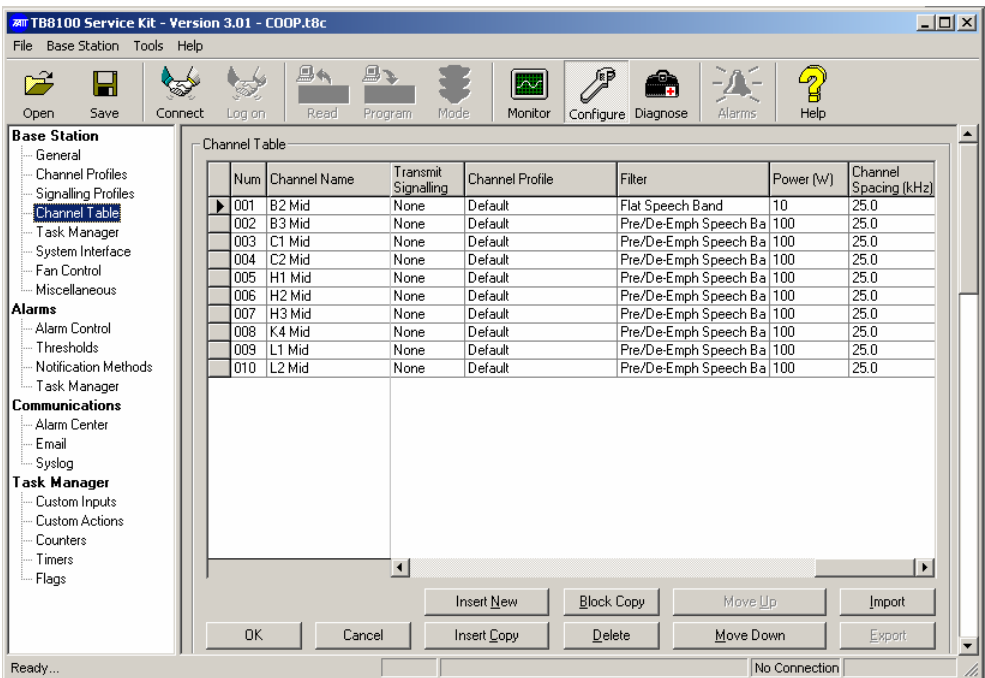 TAIT TB8100 Service Kit - Version 3.01 - COOP.t8c
File Base Station Tools Help
Open Save Connect Log on Read Program Mode Monitor Configure Diagnose Alarms Help
Base Station
General
Channel Profiles
Signalling Profiles
Channel Table
Task Manager
System Interface
Fan Control
Miscellaneous
Alarms
Alarm Control
Thresholds
Notification Methods
Task Manager
Communications
Alarm Center
Email
Syslog
Task Manager
Custom Inputs
Custom Actions
Counters
Timers
Flags
Channel Table
Num Channel Name Transmit Signalling Channel Profile Filter Power (W) Channel Spacing (kHz)
001 B2 Mid None Default Flat Speech Band 10 25.0
002 B3 Mid None Default Pre/De-Emph Speech Ba 100 25.0
003 C1 Mid None Default Pre/De-Emph Speech Ba 100 25.0
004 C2 Mid None Default Pre/De-Emph Speech Ba 100 25.0
005 H1 Mid None Default Pre/De-Emph Speech Ba 100 25.0
006 H2 Mid None Default Pre/De-Emph Speech Ba 100 25.0
007 H3 Mid None Default Pre/De-Emph Speech Ba 100 25.0
008 K4 Mid None Default Pre/De-Emph Speech Ba 100 25.0
009 L1 Mid None Default Pre/De-Emph Speech Ba 100 25.0
010 L2 Mid None Default Pre/De-Emph Speech Ba 100 25.0
Insert New Block Copy Move Up Import
OK Cancel Insert Copy Delete Move Down Export
Ready... No Connection